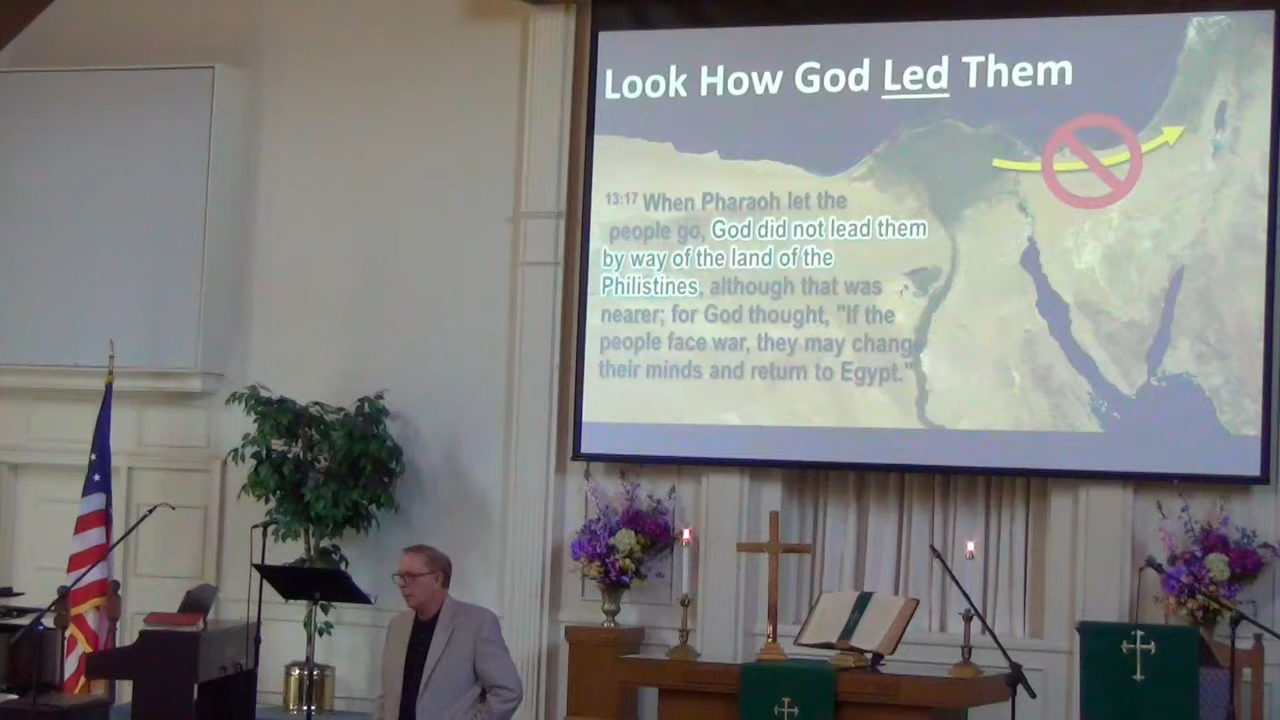 Look How God Led Them
13:17 When Pharaoh let the
people go, God did not lead them
by way of the land of the
Philistines, although that was
nearer; for God thought, "If the
people face war, they may chang
their minds and return to Egypt."